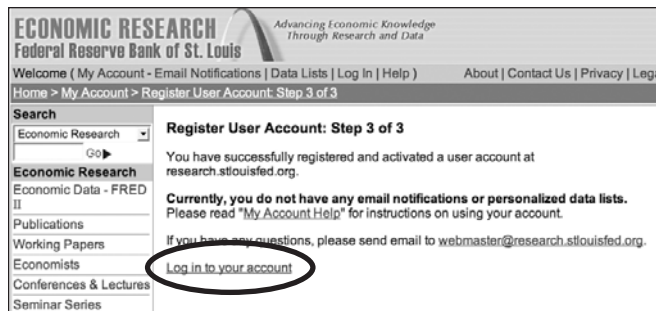 ECONOMIC RESEARCH
Federal Reserve Bank of St. Louis
Advancing Economic Knowledge
Through Research and Data
Welcome ( My Account - Email Notifications | Data Lists | Log In | Help )
About | Contact Us | Privacy | Lega
Home > My Account > Register User Account: Step 3 of 3
Search
Economic Research
Go
Economic Research
Economic Data - FRED
II
Publications
Working Papers
Economists
Conferences & Lectures
Seminar Series
Register User Account: Step 3 of 3
You have successfully registered and activated a user account at
research.stlouisfed.org.
Currently, you do not have any email notifications or personalized data lists.
Please read "My Account Help" for instructions on using your account.
If you have any questions, please send email to webmaster@research.stlouisfed.org.
Log in to your account